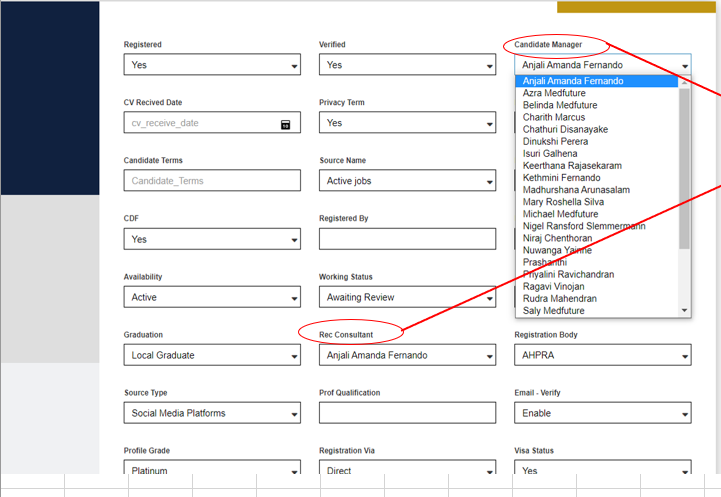 Registered
Verified
Candidate Manager
Yes
Yes
Anjali Amanda Fernando
Anjali Amanda Fernando
Azra Medfuture
Belinda Medfuture
Charith Marcus
Chathuri Disanayake
Dinukshi Perera
Isuri Galhena
Keerthana Rajasekaram
Kethmini Fernando
Madhurshana Arunasalam
Mary Roshella Silva
Michael Medfuture
Nigel Ransford Slemmermann
Niraj Chenthoran
Nuwanga Yainne
Prashanthi
Priyalini Ravichandran
Ragavi Vinojan
Rudra Mahendran
Saly Medfuture
CV Recived Date
Privacy Term
cv_receive_date
Yes
Candidate Terms
Source Name
Candidate_Terms
Active jobs
CDF
Registered By
Yes
Availability
Working Status
Active
Awaiting Review
Graduation
Rec Consultant
Registration Body
Local Graduate
Anjali Amanda Fernando
AHPRA
Source Type
Prof Qualification
Email - Verify
Social Media Platforms
Enable
Profile Grade
Registration Via
Visa Status
Platinum
Direct
Yes